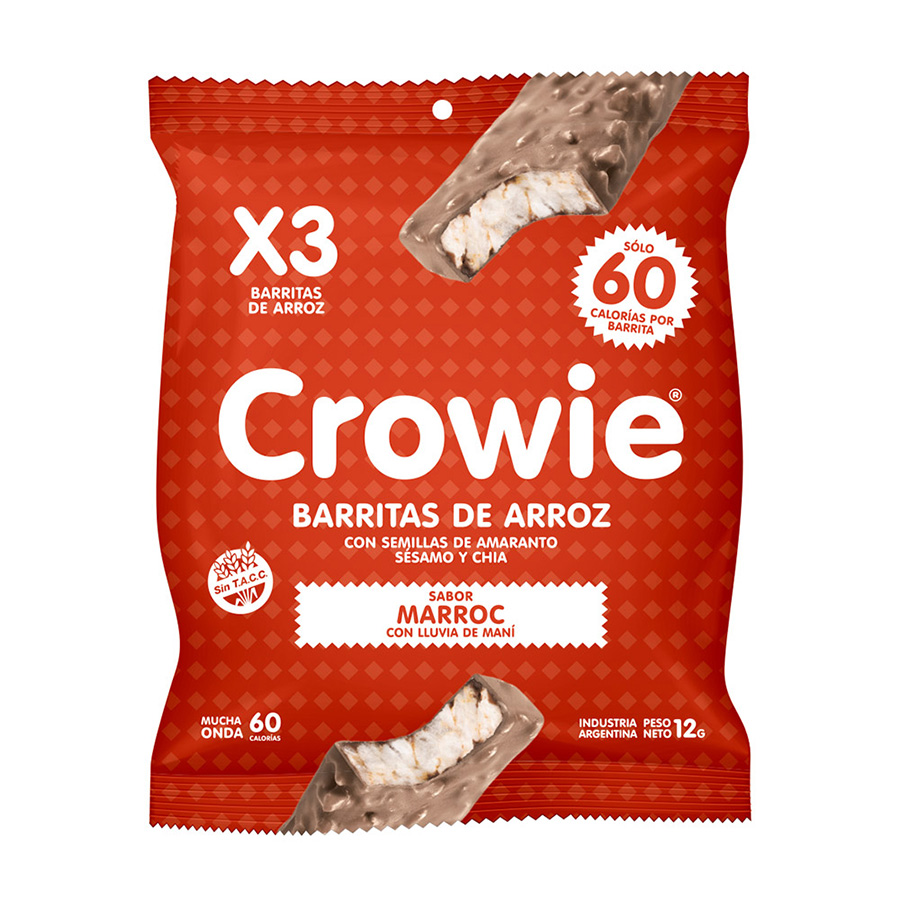 X3
BARRITAS
DE ARROZ
SÓLO
60
CALORÍAS POR
BARRITA
Crowie®
BARRITAS DE ARROZ
CON SEMILLAS DE AMARANTO
SÉSAMO Y CHIA
Sin T.A.C.C.
SABOR
MARROC
CON LLUVIA DE MANÍ
MUCHA
ONDA
60
CALORÍAS
INDUSTRIA
ARGENTINA
PESO
NETO
12G